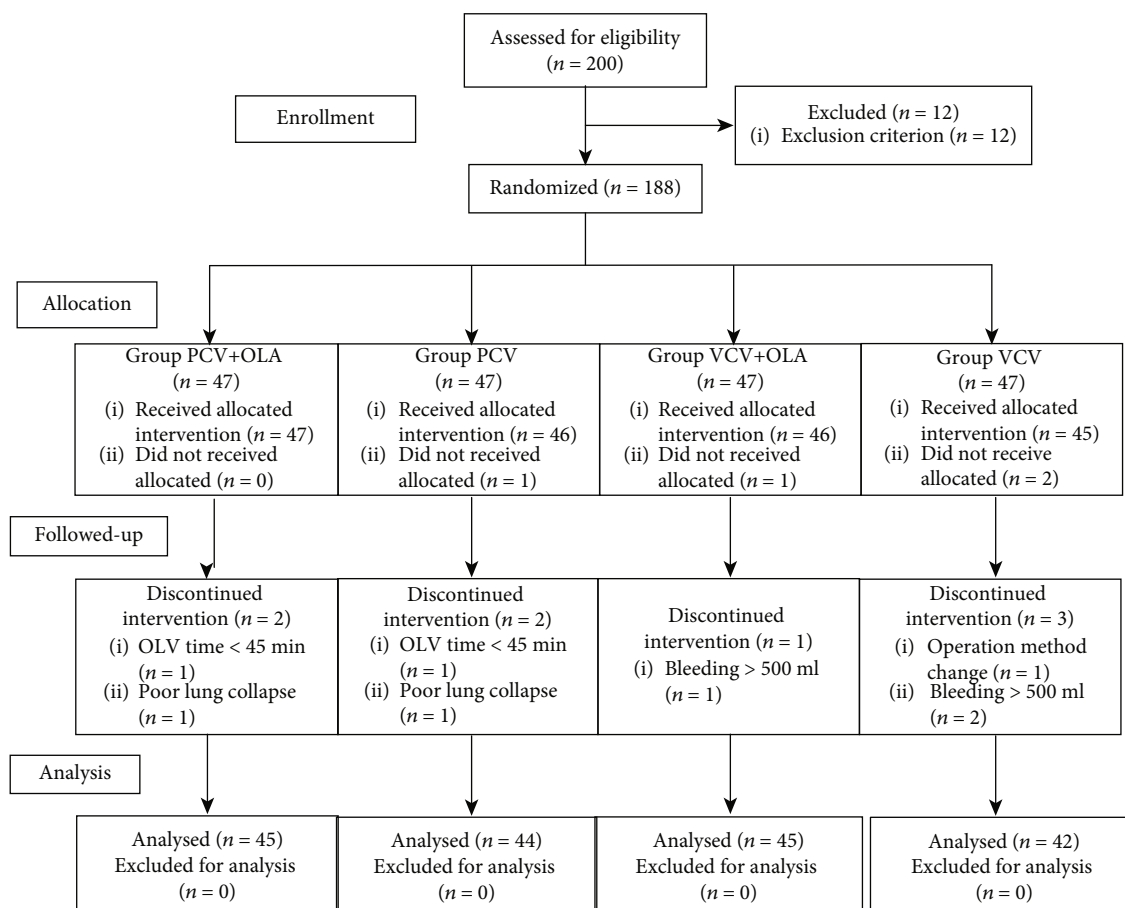 Assessed for eligibility
(n = 200)
Enrollment
Excluded (n = 12)
(i) Exclusion criterion (n = 12)
Randomized (n = 188)
Allocation
Group PCV+OLA
(n = 47)
(i) Received allocated
intervention (n = 47)
(ii) Did not received
allocated (n = 0)
Group PCV
(n = 47)
(i) Received allocated
intervention (n = 46)
(ii) Did not received
allocated (n = 1)
Group VCV+OLA
(n = 47)
(i) Received allocated
intervention (n = 46)
(ii) Did not received
allocated (n = 1)
Group VCV
(n = 47)
(i) Received allocated
intervention (n = 45)
(ii) Did not receive
allocated (n = 2)
Followed-up
Discontinued
intervention (n = 2)
(i) OLV time < 45 min
(n = 1)
(ii) Poor lung collapse
(n = 1)
Discontinued
intervention (n = 2)
(i) OLV time < 45 min
(n = 1)
(ii) Poor lung collapse
(n = 1)
Discontinued
intervention (n = 1)
(i) Bleeding > 500 ml
(n = 1)
Discontinued
intervention (n = 3)
(i) Operation method
change (n = 1)
(ii) Bleeding > 500 ml
(n = 2)
Analysis
Analysed (n = 45)
Excluded for analysis
(n = 0)
Analysed (n = 44)
Excluded for analysis
(n = 0)
Analysed (n = 45)
Excluded for analysis
(n = 0)
Analysed (n = 42)
Excluded for analysis
(n = 0)